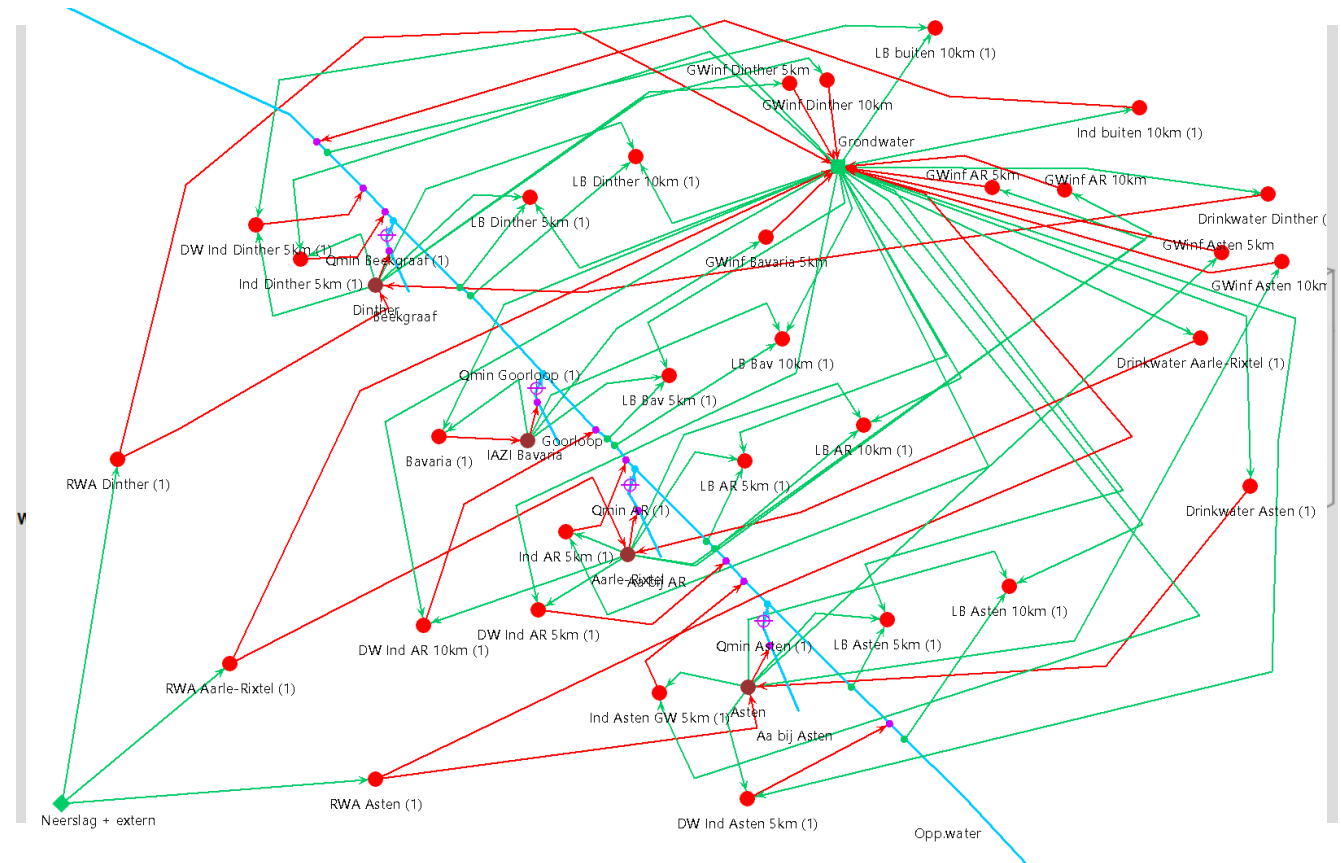 LB buiten 10km (1)
GWinf Dinther 5km
GWinf Dinther 10km
Ind buiten 10km (1)
Grondwater
LB Dinther 10km (1)
GWinf AR 5km
GWinf AR 10km
LB Dinther 5km (1)
Drinkwater Dinther (
DW Ind Dinther 5km (1)
Qmin Beekgraaf (1)
GWinf Bavaria 5km
GWinf Asten 5km
Ind Dinther 5km (1)
GWinf Asten 10km
Dinther
Beekgraaf
LB Bav 10km (1)
Drinkwater Aarle-Rixtel (1)
Qmin Goorloop (1)
LB Bav 5km (1)
Goorloop
Bavaria (1)
IAZI Bavaria
LB AR 10km (1)
RWA Dinther (1)
LB AR 5km (1)
Qmin AR (1)
Drinkwater Asten (1)
W
Ind AR 5km (1)
Aarle-Rixtel
Aa bij AR
LB Asten 10km (1)
DW Ind AR 5km (1)
DW Ind AR 10km (1)
Qmin Asten (1)
LB Asten 5km (1)
RWA Aarle-Rixtel (1)
Ind Asten GW 5km (1)
Asten
Aa bij Asten
RWA Asten (1)
Neerslag + extern
DW Ind Asten 5km (1)
Opp.water